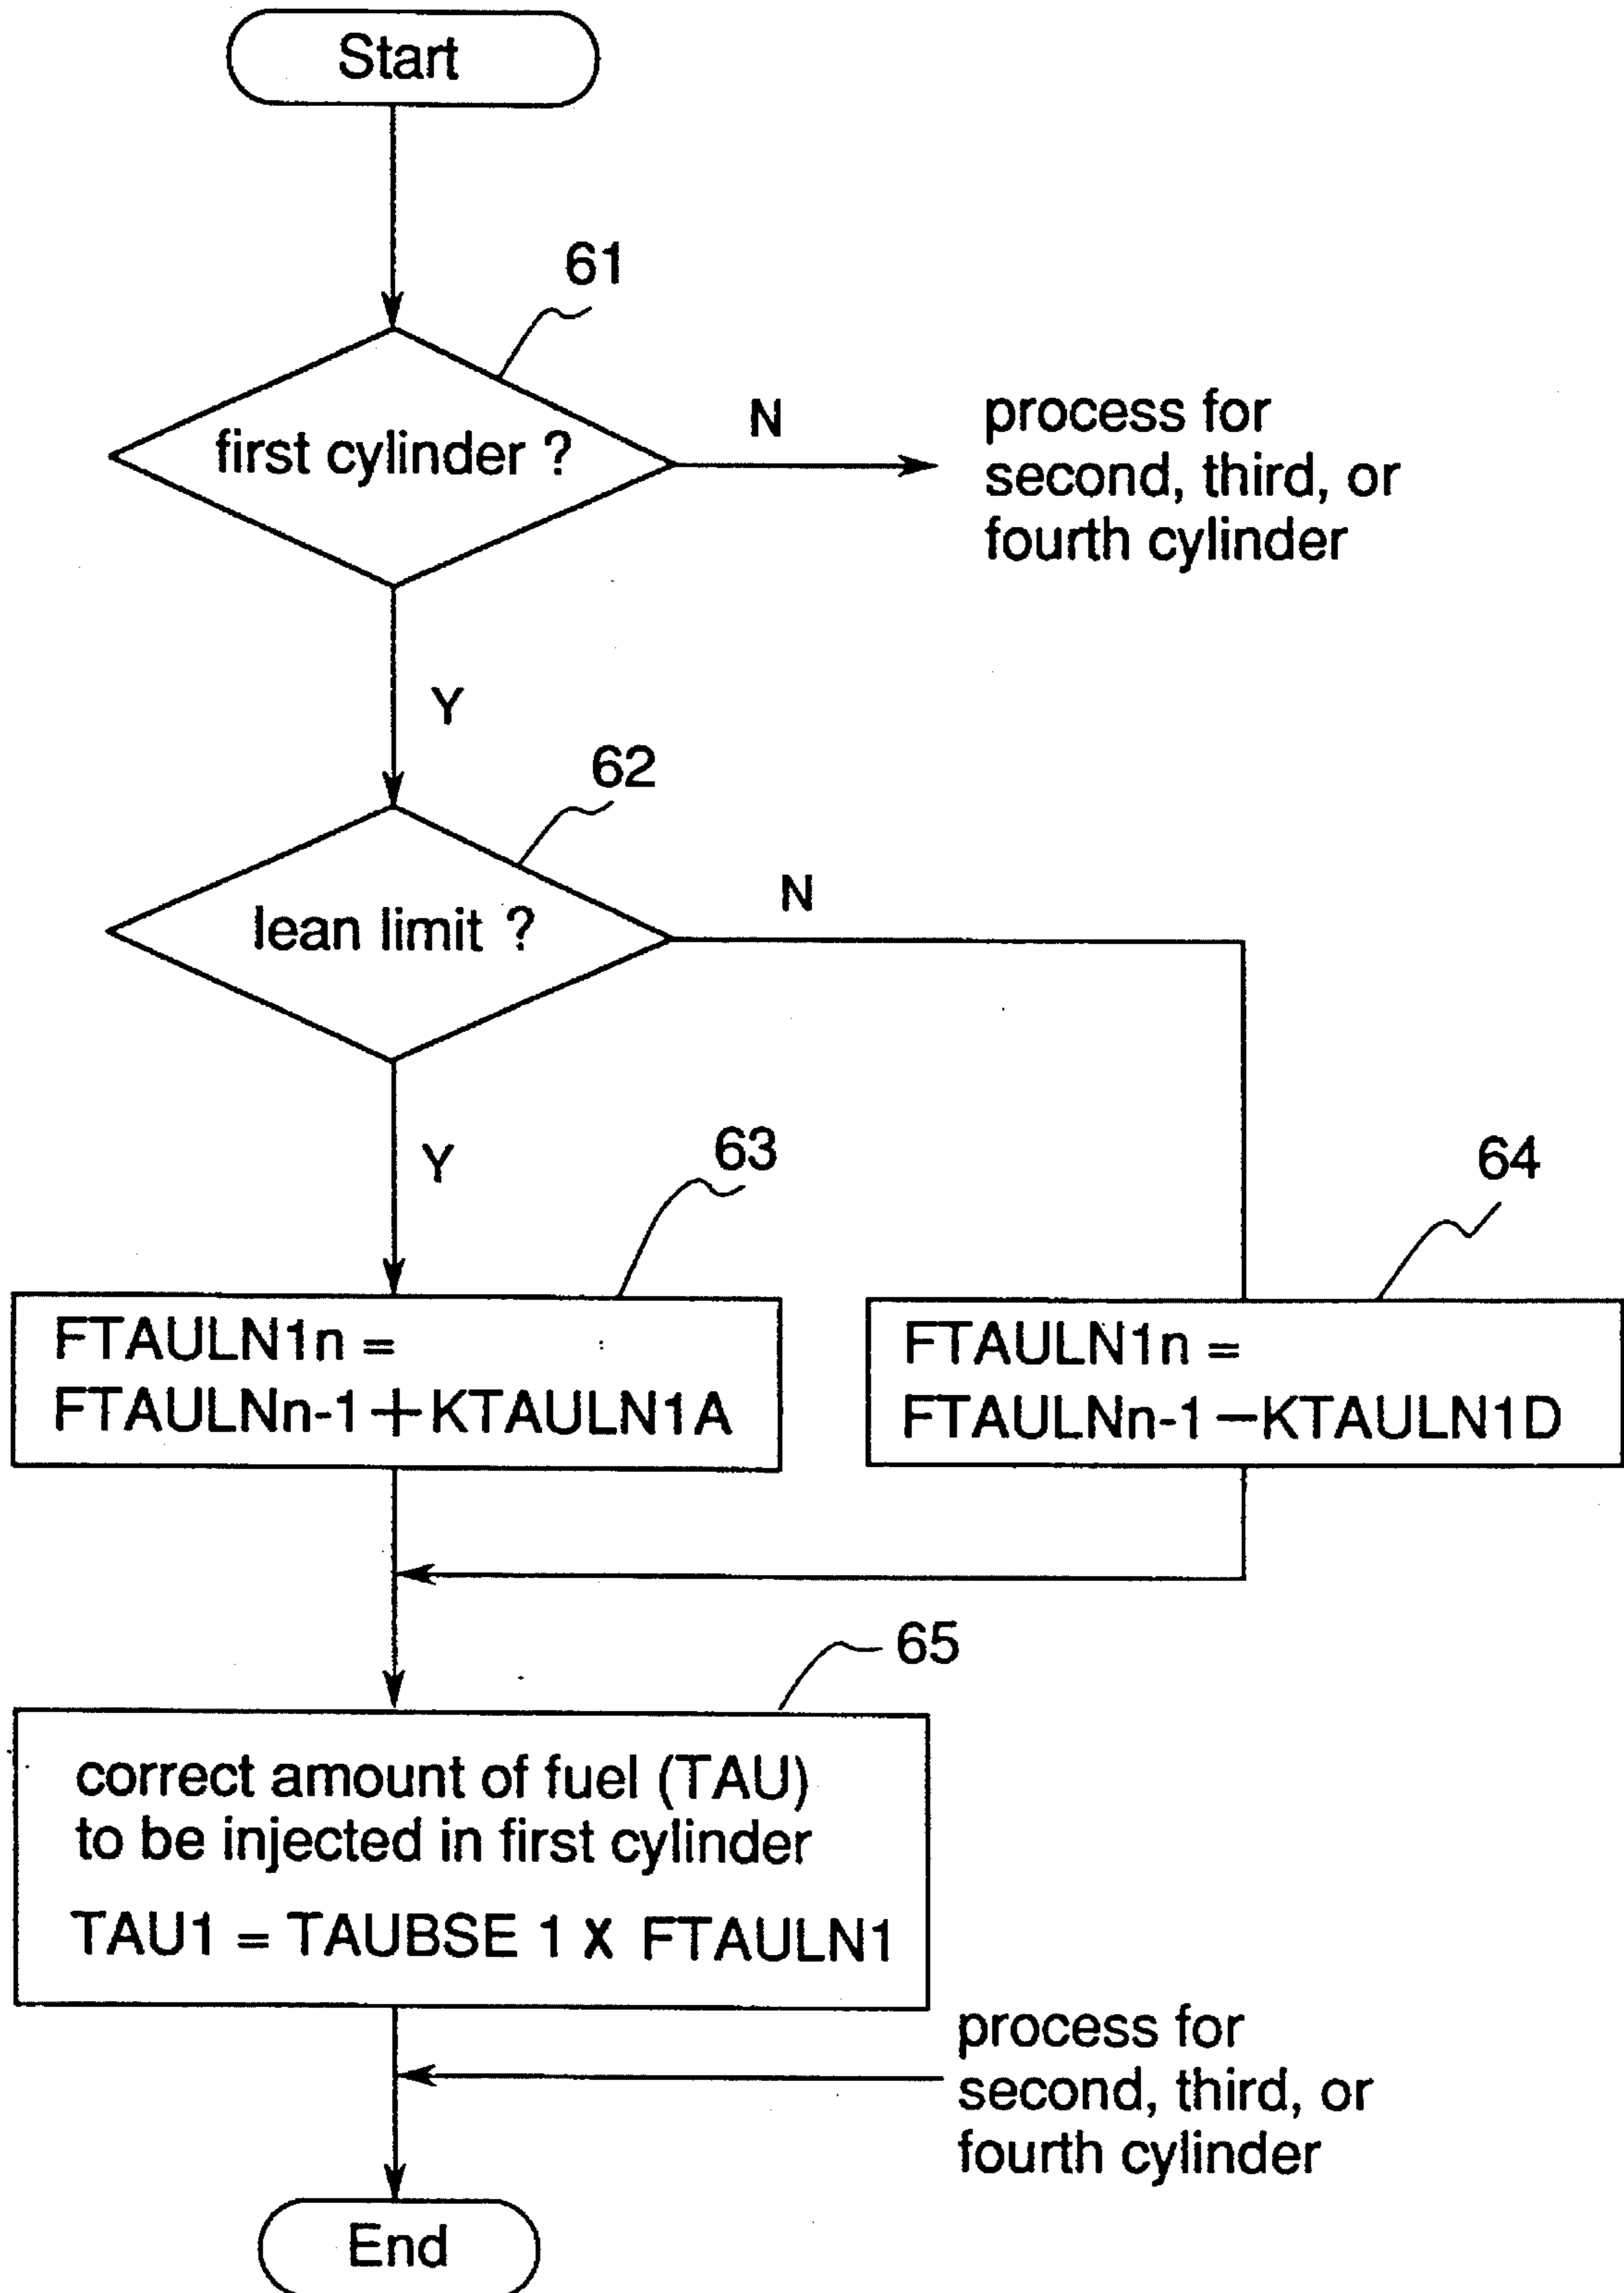 Start
61
first cylinder ?
N
process for
second, third, or
fourth cylinder
Y
62
lean limit ?
N
Y
63
64
FTAULN1n =
FTAULNn-1+KTAULN1A
FTAULN1n =
FTAULNn-1-KTAULN1D
65
correct amount of fuel (TAU)
to be injected in first cylinder
TAU1 = TAUBSE 1 X FTAULN1
process for
second, third, or
fourth cylinder
End